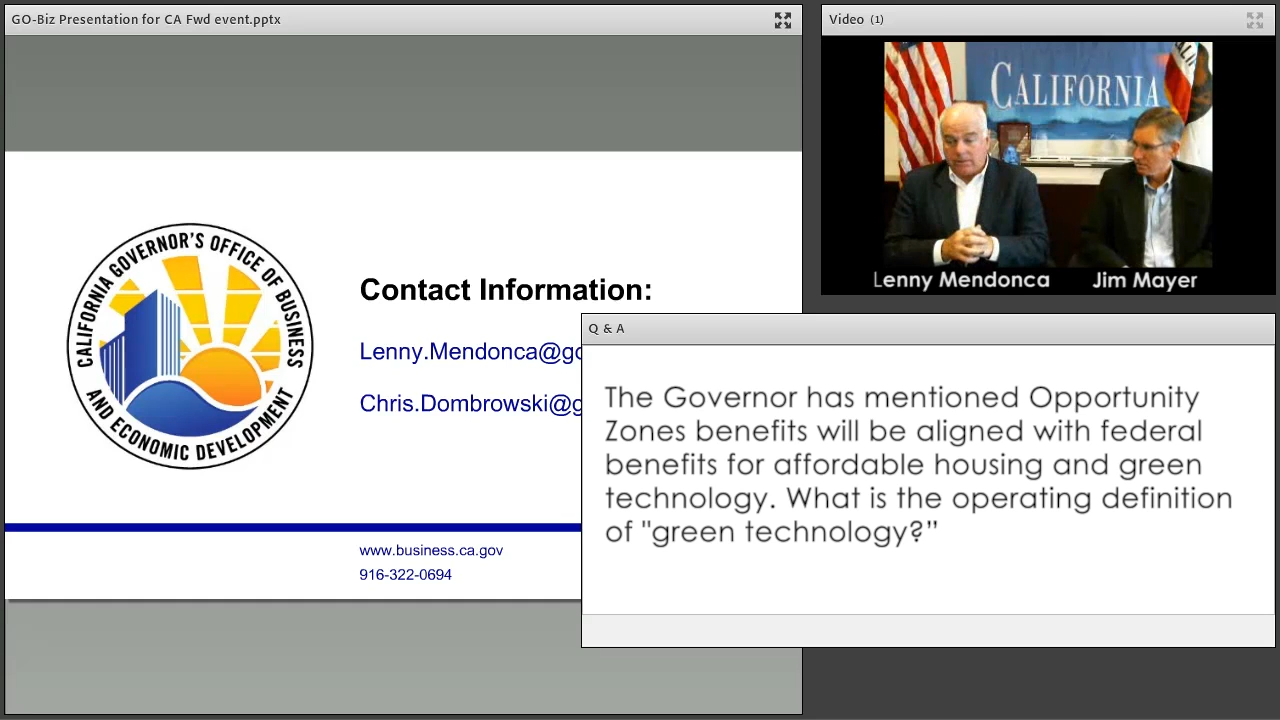 GO-Biz Presentation for CA Fwd event.pptx
Video (1)
CALIFORNIA
Lenny Mendonca
Jim Mayer
CALIFORNIA GOVERNOR'S OFFICE OF BUSINESS
AND ECONOMIC DEVELOPMENT
Contact Information:
Lenny.Mendonca@go
Chris.Dombrowski@g
www.business.ca.gov
916-322-0694
Q & A
The Governor has mentioned Opportunity
Zones benefits will be aligned with federal
benefits for affordable housing and green
technology. What is the operating definition
of "green technology?”